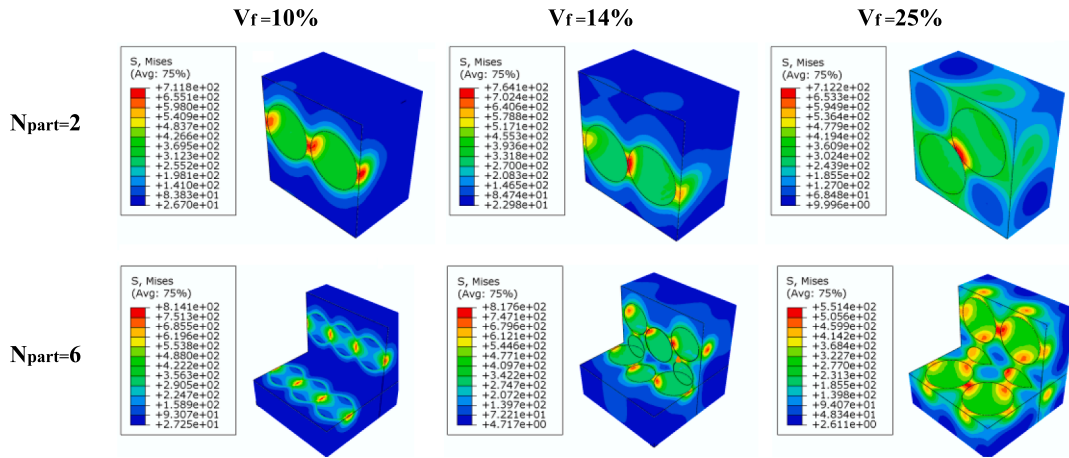 Vf=10%
Vf=14%
Vf=25%
Npart=2
S, Mises
(Avg: 75%)
+7.118e+02
+6.551e+02
+5.980e+02
+5.409e+02
+4.837e+02
+4.266e+02
+3.695e+02
+3.123e+02
+2.552e+02
+1.981e+02
+1.410e+02
+8.383e+01
+2.670e+01
S, Mises
(Avg: 75%)
+7.641e+02
+7.024e+02
+6.406e+02
+5.788e+02
+5.171e+02
+4.553e+02
+3.936e+02
+3.318e+02
+2.700e+02
+2.083e+02
+1.465e+02
+8.474e+01
+2.298e+01
S, Mises
(Avg: 75%)
+7.122e+02
+6.533e+02
+5.949e+02
+5.364e+02
+4.779e+02
+4.194e+02
+3.609e+02
+3.024e+02
+2.439e+02
+1.855e+02
+1.270e+02
+6.848e+01
+9.996e+00
Npart=6
S, Mises
(Avg: 75%)
+8.141e+02
+7.513e+02
+6.855e+02
+6.196e+02
+5.538e+02
+4.880e+02
+4.222e+02
+3.563e+02
+2.905e+02
+2.247e+02
+1.589e+02
+9.307e+01
+2.725e+01
S, Mises
(Avg: 75%)
+8.176e+02
+7.471e+02
+6.796e+02
+6.121e+02
+5.446e+02
+4.771e+02
+4.097e+02
+3.422e+02
+2.747e+02
+2.072e+02
+1.397e+02
+7.221e+01
+4.717e+00
S, Mises
(Avg: 75%)
+5.514e+02
+5.056e+02
+4.599e+02
+4.142e+02
+3.684e+02
+3.227e+02
+2.770e+02
+2.313e+02
+1.855e+02
+1.398e+02
+9.407e+01
+4.834e+01
+2.611e+00